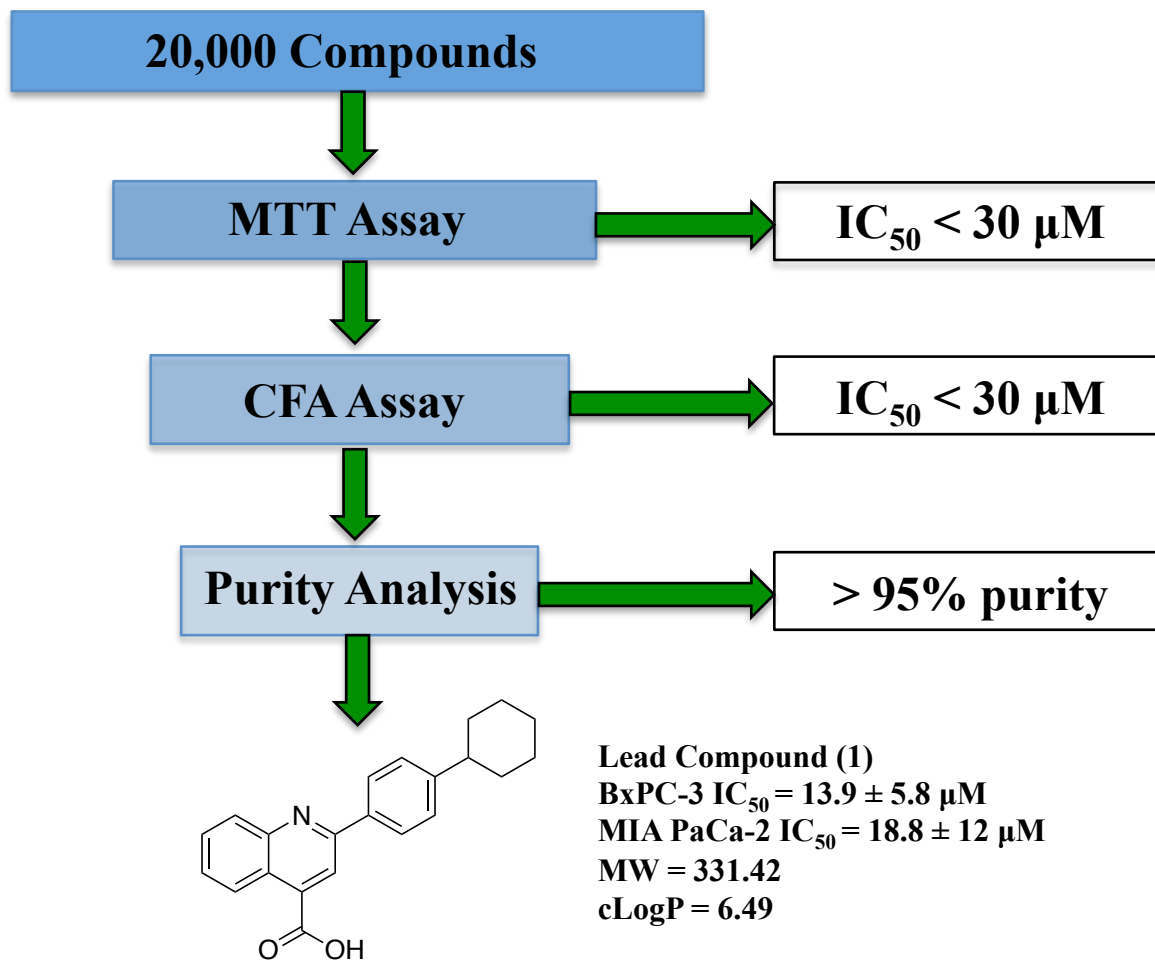 20,000 Compounds
MTT Assay
IC₅₀ < 30 µM
CFA Assay
IC₅₀ < 30 µM
Purity Analysis
> 95% purity
N
O
OH
Lead Compound (1)
BxPC-3 IC₅₀ = 13.9 ± 5.8 µM
MIA PaCa-2 IC₅₀ = 18.8 ± 12 µM
MW = 331.42
cLogP = 6.49